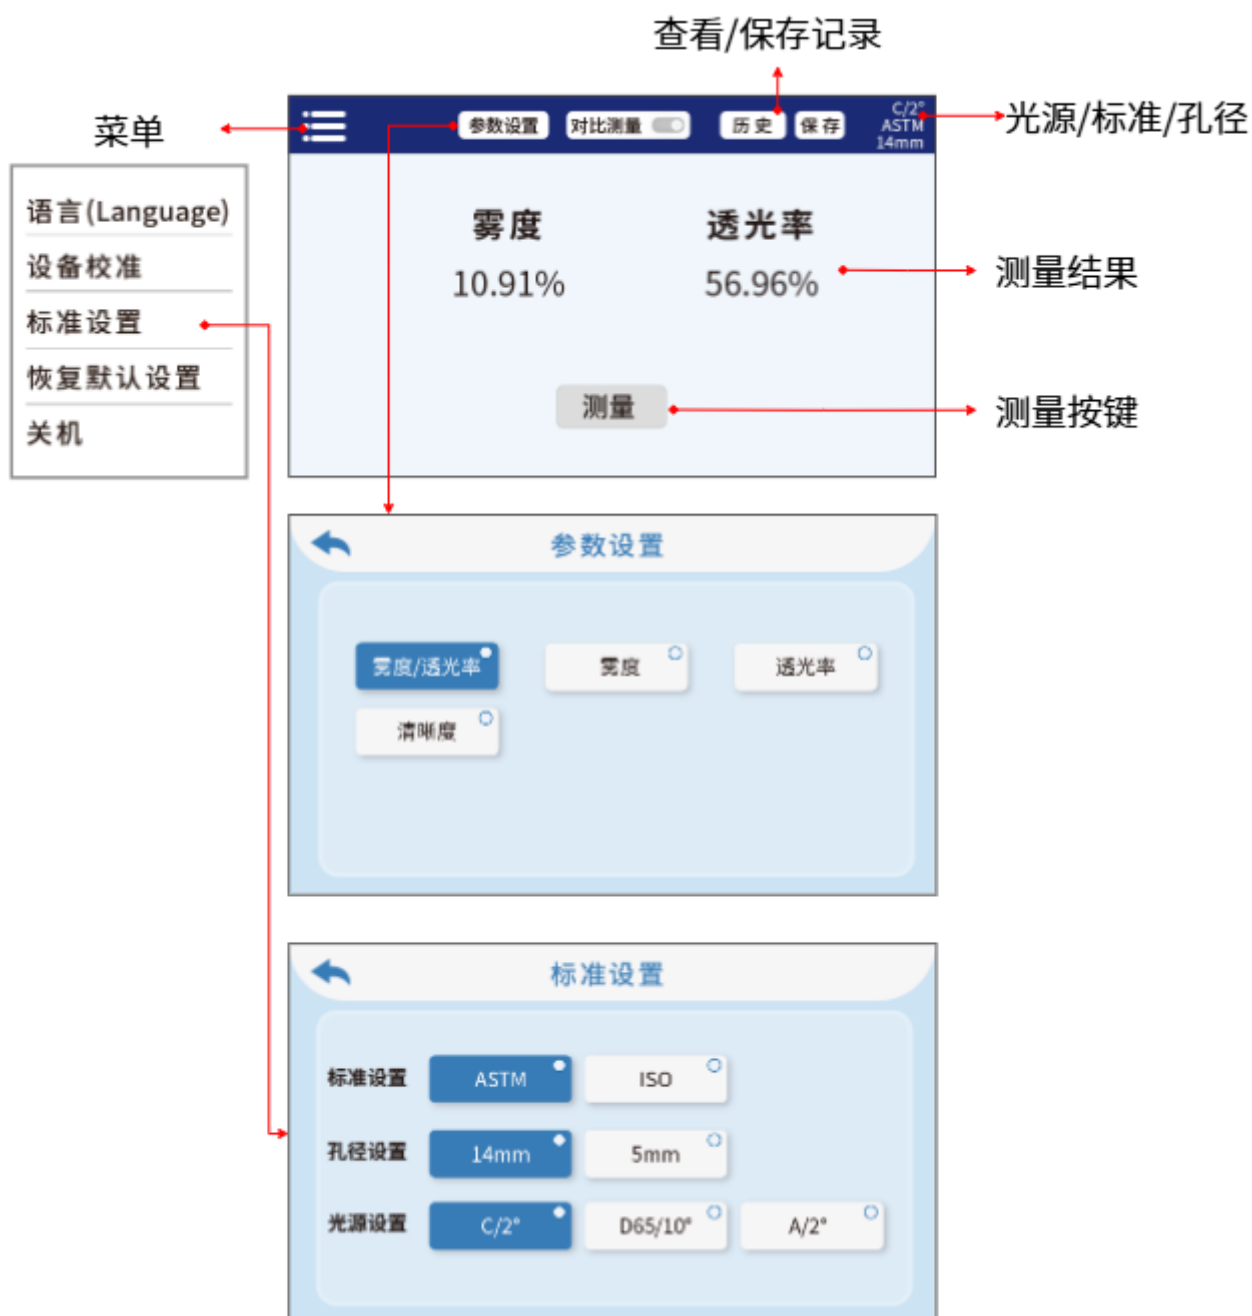 查看/保存记录
菜单
参数设置 对比测量 历史 保存
C/2°
ASTM
14mm
光源/标准/孔径
语言(Language)
设备校准
标准设置
恢复默认设置
关机
雾度 透光率
10.91% 56.96%
测量结果
测量
测量按键
参数设置
雾度/透光率 雾度 透光率
清晰度
标准设置
标准设置 ASTM ISO
孔径设置 14mm 5mm
光源设置 C/2° D65/10° A/2°